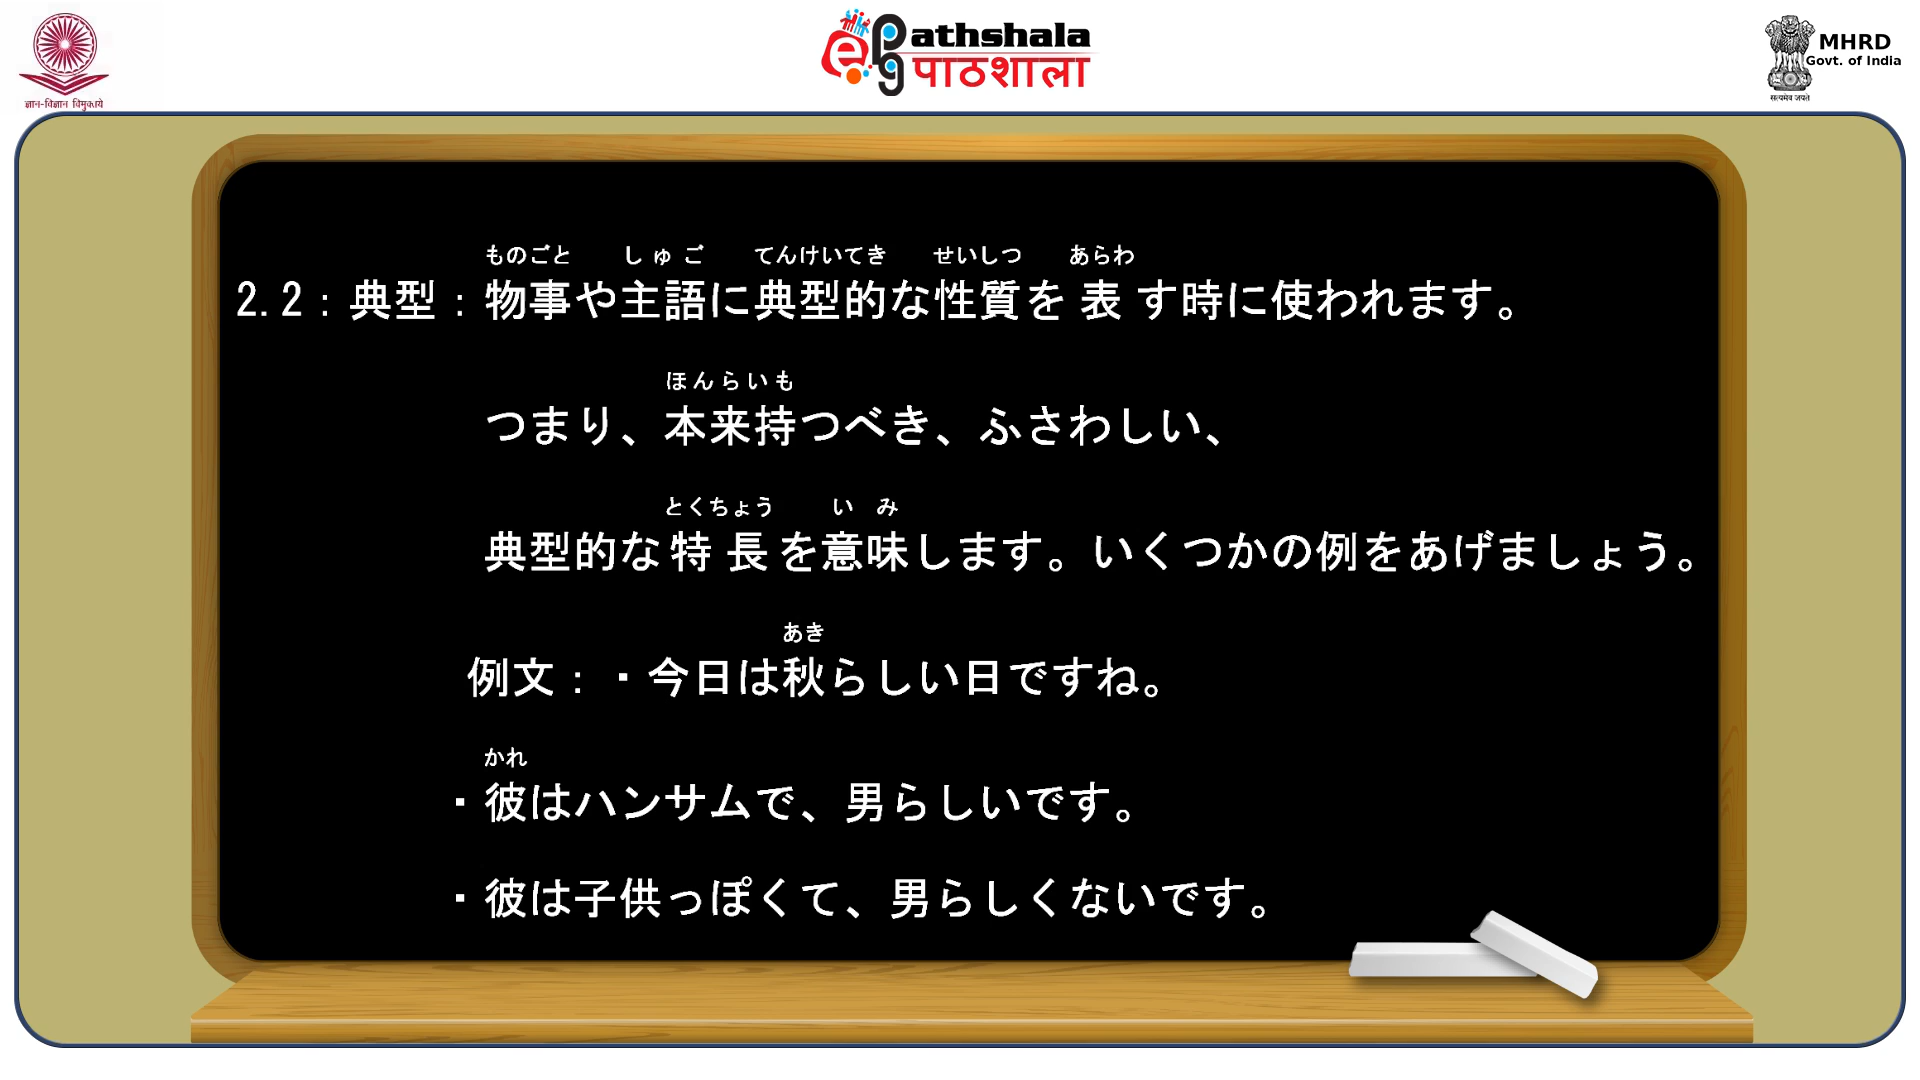 ज्ञान-विज्ञान विमुक्तये
ePathshala
पाठशाला
MHRD
Govt. of India
सत्यमेव जयते
ものごと しゅご てんけいてき せいしつ あらわ
2.2：典型：物事や主語に典型的な性質を表す時に使われます。
ほんらいも
つまり、本来持つべき、ふさわしい、
とくちょう いみ
典型的な特長を意味します。いくつかの例をあげましょう。
あき
例文：・今日は秋らしい日ですね。
かれ
・彼はハンサムで、男らしいです。
・彼は子供っぽくて、男らしくないです。